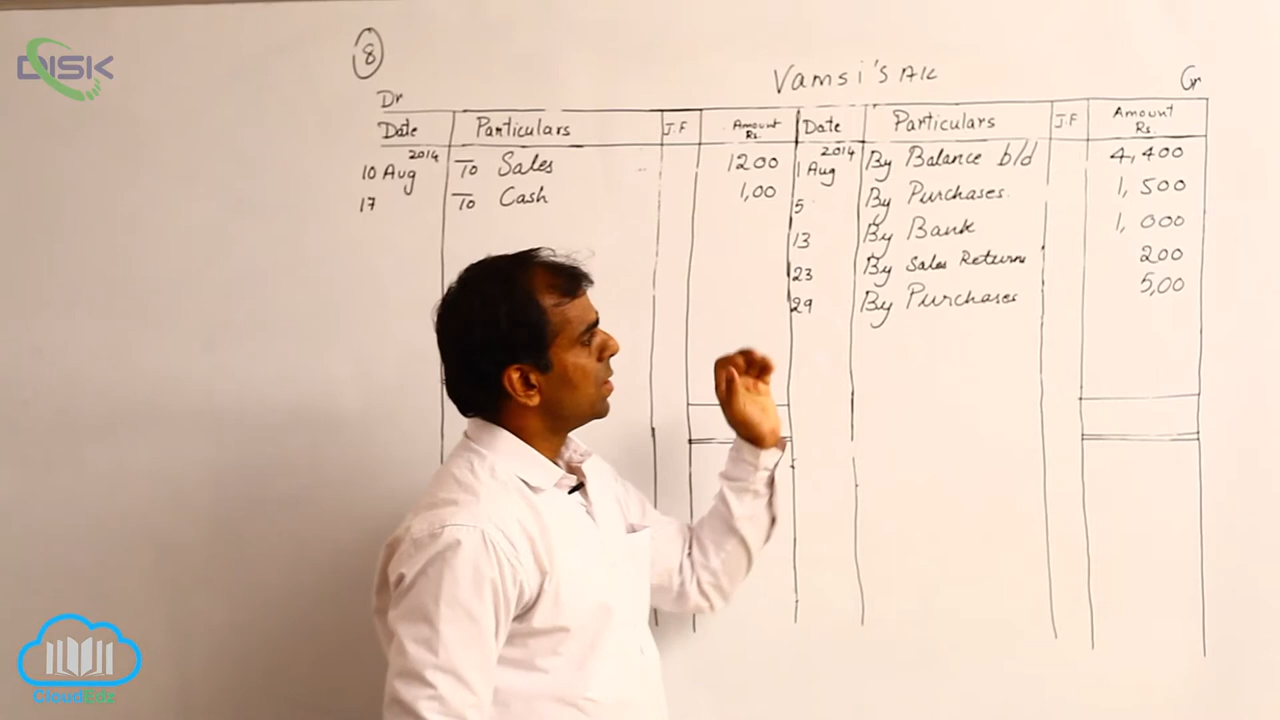 DISK
8
Vamsi's A/c
Dr Cr
Date Particulars J.F Amount Rs. Date Particulars J.F Amount Rs.
2014 2014
10 Aug To Sales 1200 1 Aug By Balance b/d 4,400
17 To Cash 1,00 5 By Purchases. 1,500
13 By Bank 1,000
23 By Sales Return 200
29 By Purchases 5,00
CloudEdz